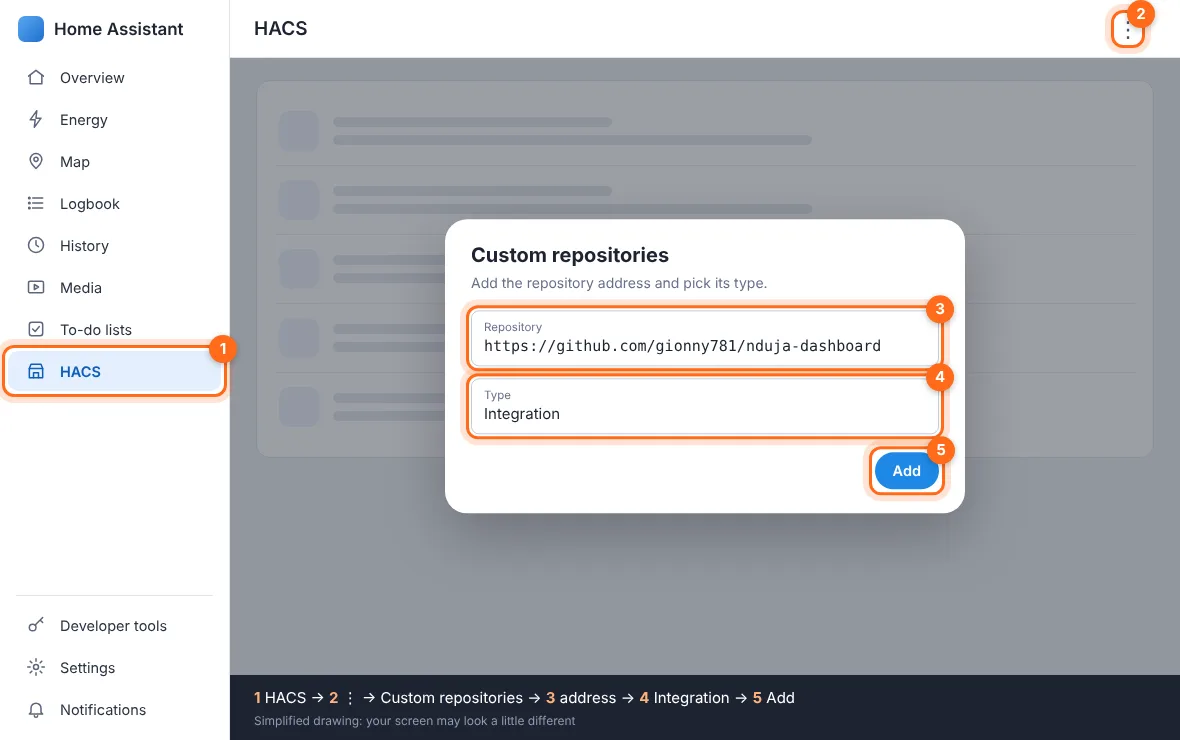 Home Assistant
Overview
Energy
Map
Logbook
History
Media
To-do lists
HACS
1
Developer tools
Settings
Notifications
HACS
2
Custom repositories
Add the repository address and pick its type.
3
Repository
https://github.com/gionny781/nduja-dashboard
4
Type
Integration
5
Add
1 HACS → 2 ⋮ → Custom repositories → 3 address → 4 Integration → 5 Add
Simplified drawing: your screen may look a little different